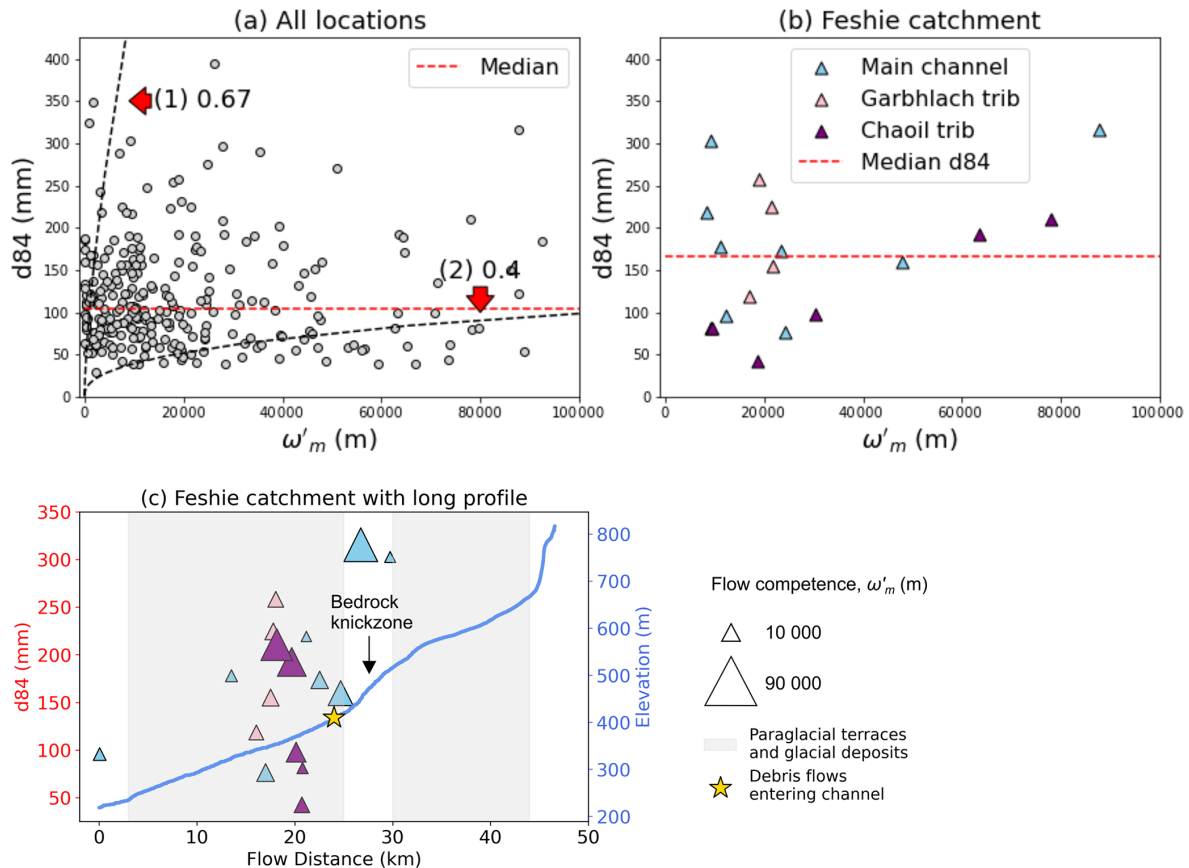 (a) All locations
d84 (mm)
400
350
300
250
200
150
100
50
0
Median
(1) 0.67
(2) 0.4
0
20000
40000
60000
80000
100000
ω'm (m)
(b) Feshie catchment
d84 (mm)
400
350
300
250
200
150
100
50
0
Main channel
Garbhlach trib
Chaoil trib
Median d84
0
20000
40000
60000
80000
100000
ω'm (m)
(c) Feshie catchment with long profile
d84 (mm)
350
300
250
200
150
100
50
Bedrock
knickzone
800
700
600
500
400
300
200
Elevation (m)
0
10
20
30
40
50
Flow Distance (km)
Flow competence, ω'm (m)
10 000
90 000
Paraglacial terraces
and glacial deposits
Debris flows
entering channel